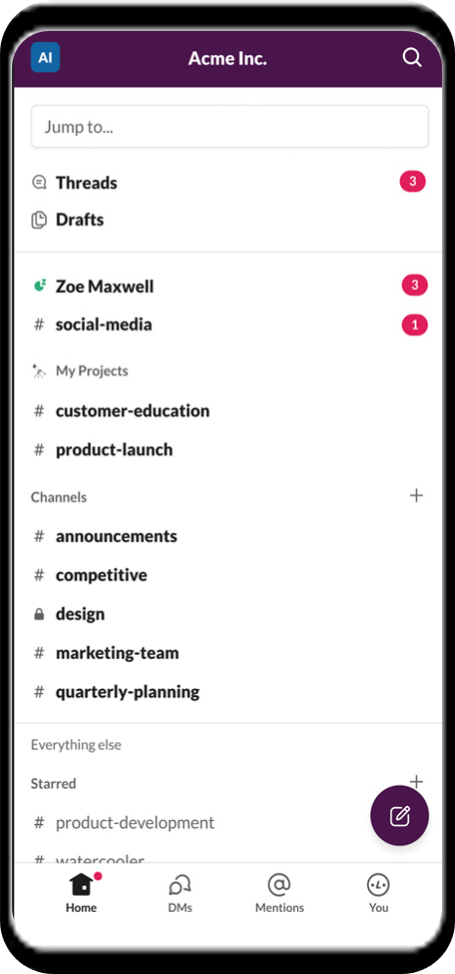 AI
Acme Inc.
Jump to...
Threads 3
Drafts
Zoe Maxwell 3
# social-media 1
My Projects
# customer-education
# product-launch
Channels
# announcements
# competitive
design
# marketing-team
# quarterly-planning
Everything else
Starred
# product-development
# watercooler
Home DMs Mentions You